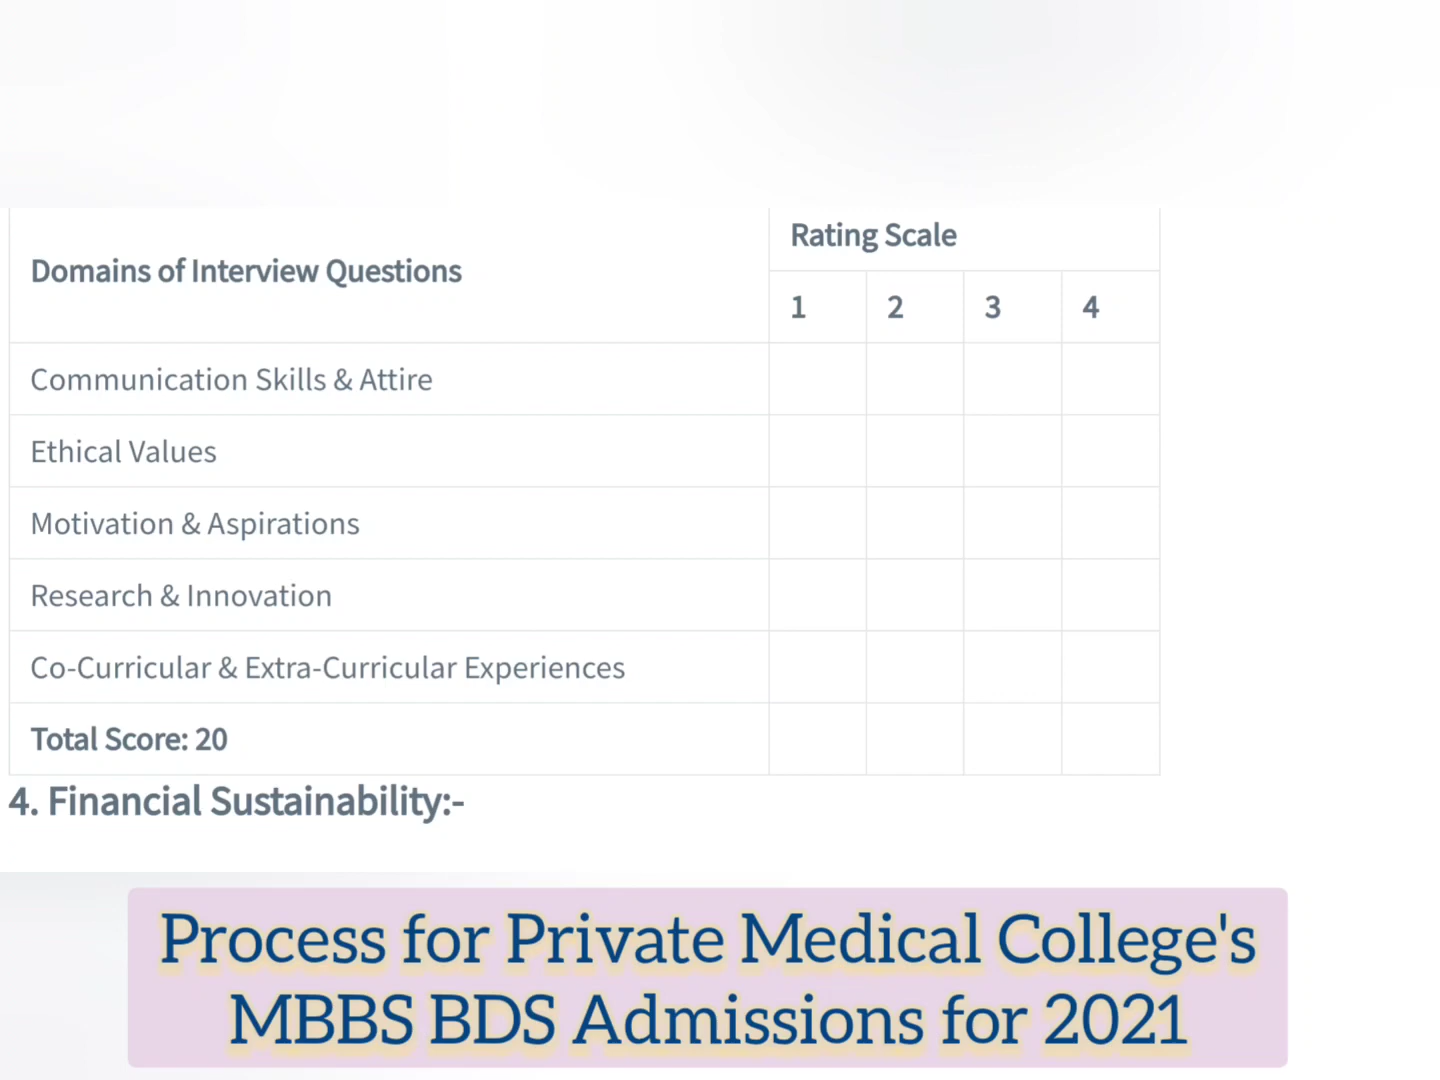 Rating Scale
Domains of Interview Questions
1 2 3 4
Communication Skills & Attire
Ethical Values
Motivation & Aspirations
Research & Innovation
Co-Curricular & Extra-Curricular Experiences
Total Score: 20
4. Financial Sustainability:-
Process for Private Medical College's
MBBS BDS Admissions for 2021